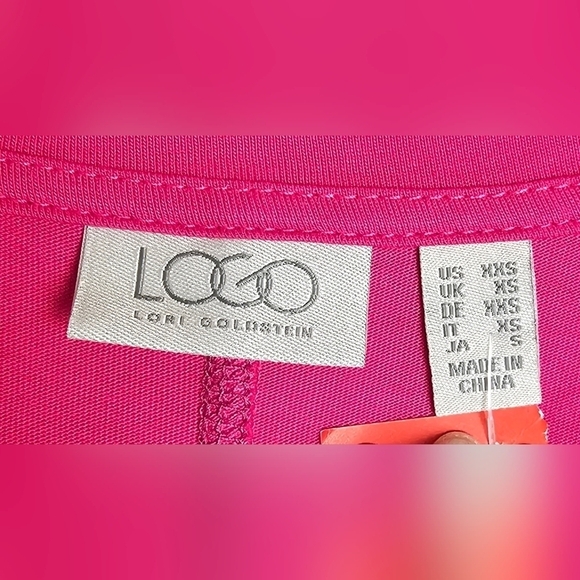 LOGO
LORI GOLDSTEIN
US XXS
UK XS
DE XXS
IT XS
JA S
MADE IN
CHINA